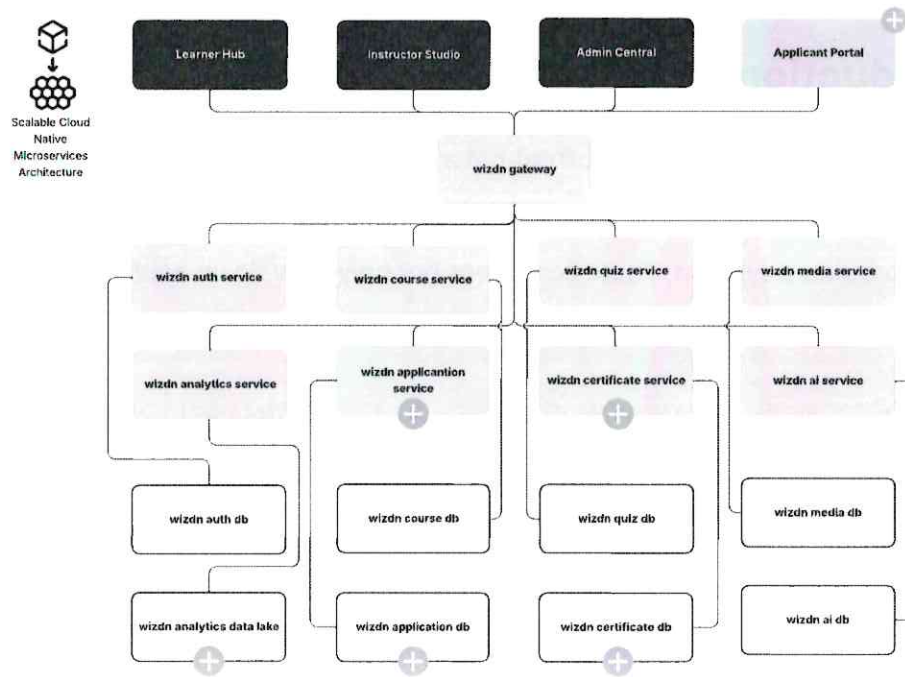 Learner Hub
Instructor Studio
Admin Central
Applicant Portal
Scalable Cloud
Native
Microservices
Architecture
wizdn gateway
wizdn auth service
wizdn course service
wizdn quiz service
wizdn media service
wizdn analytics service
wizdn applicantion
service
wizdn certificate service
wizdn ai service
wizdn auth db
wizdn course db
wizdn quiz db
wizdn media db
wizdn analytics data lake
wizdn application db
wizdn certificate db
wizdn ai db